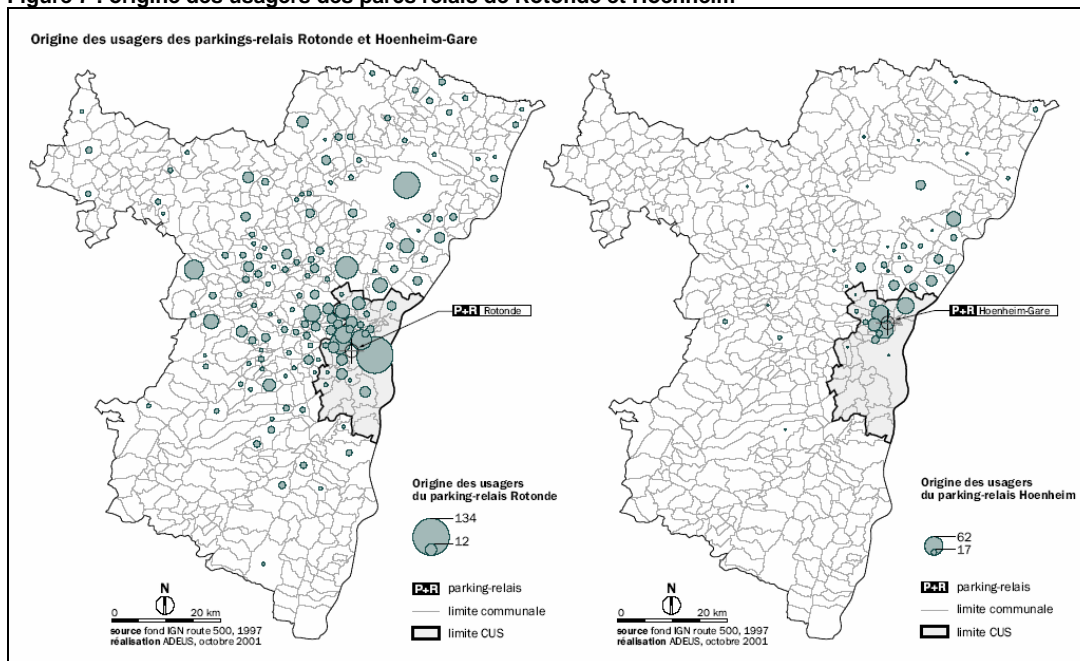 Figure 7 : origine des usagers des parcs relais de Rotonde et Hoenheim
Origine des usagers des parkings-relais Rotonde et Hoenheim-Gare
P+R Rotonde
Origine des usagers
du parking-relais Rotonde
134
12
P+R parking-relais
limite communale
limite CUS
N
0 20 km
source fond IGN route 500, 1997
réalisation ADEUS, octobre 2001
P+R Hoenheim-Gare
Origine des usagers
du parking-relais Hoenheim
62
17
P+R parking-relais
limite communale
limite CUS
N
0 20 km
source fond IGN route 500, 1997
réalisation ADEUS, octobre 2001